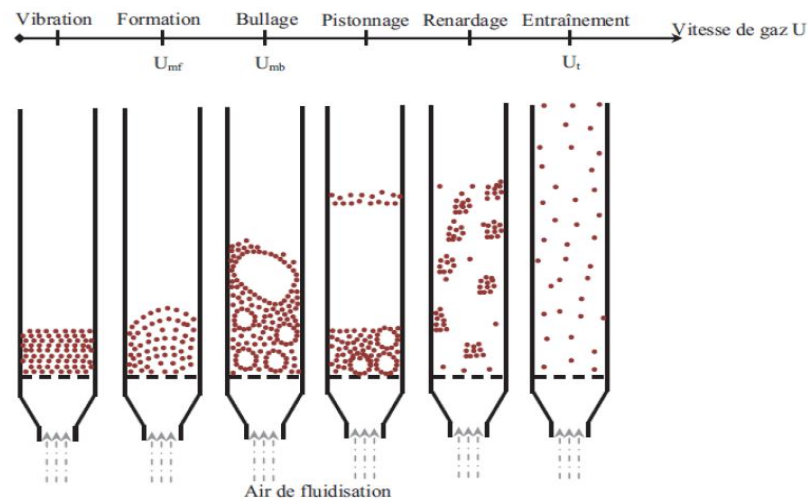 Vibration Formation Bullage Pistonnage Renardage Entraînement
Vitesse de gaz U
Umf Umb Ut
Air de fluidisation